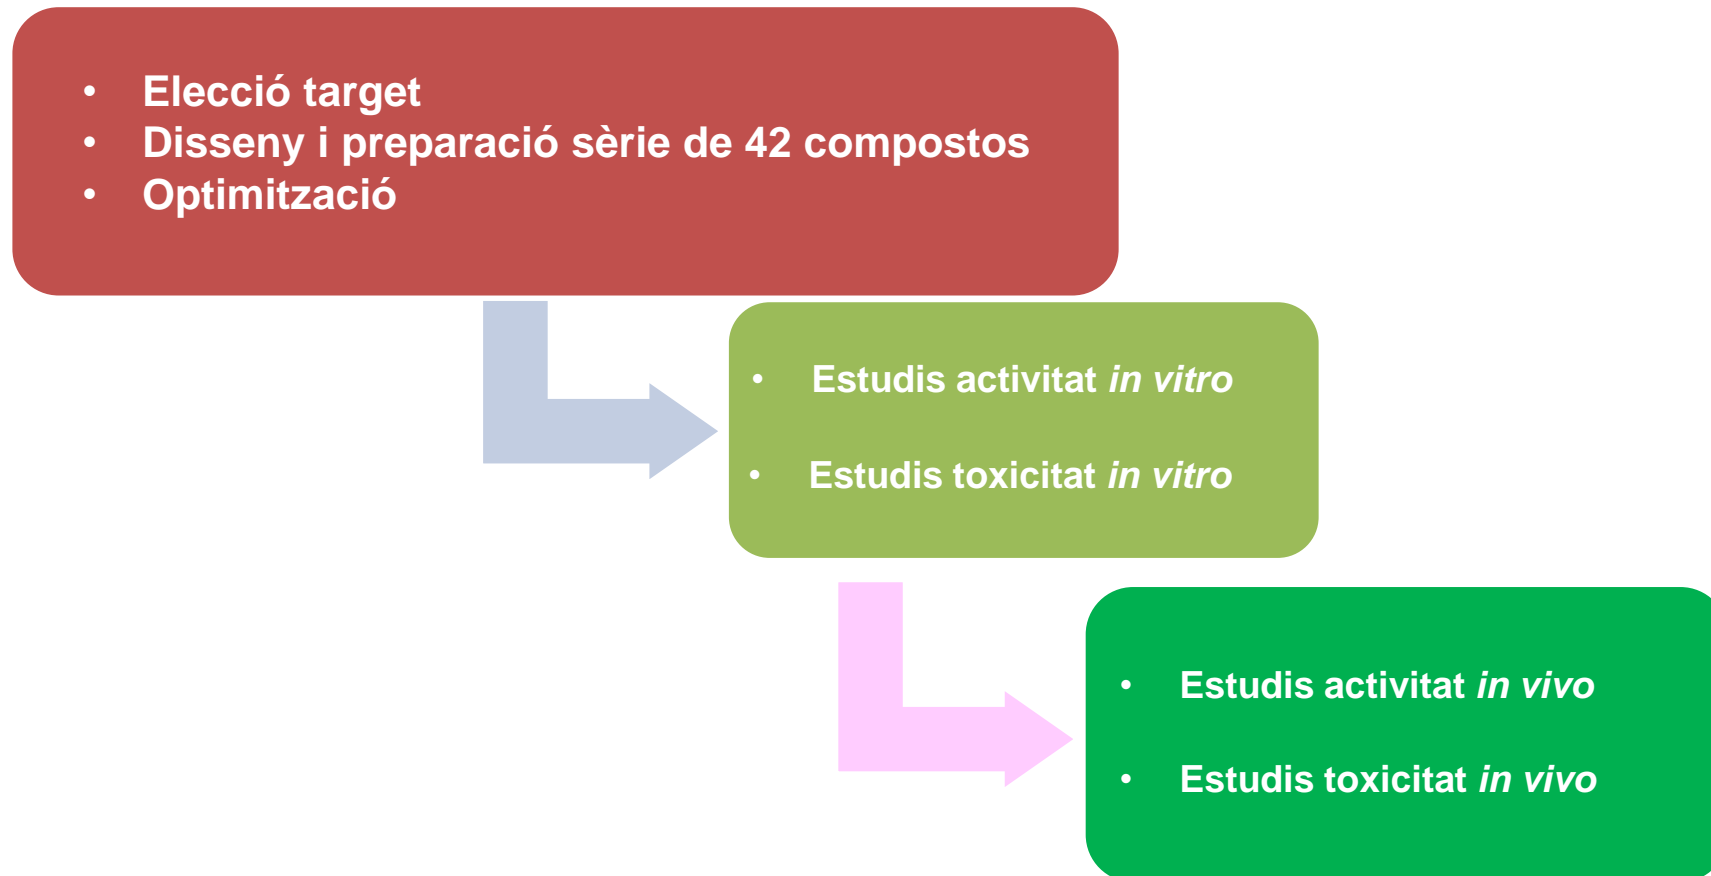 • Elecció target
• Disseny i preparació sèrie de 42 compostos
• Optimització
• Estudis activitat in vitro
• Estudis toxicitat in vitro
• Estudis activitat in vivo
• Estudis toxicitat in vivo